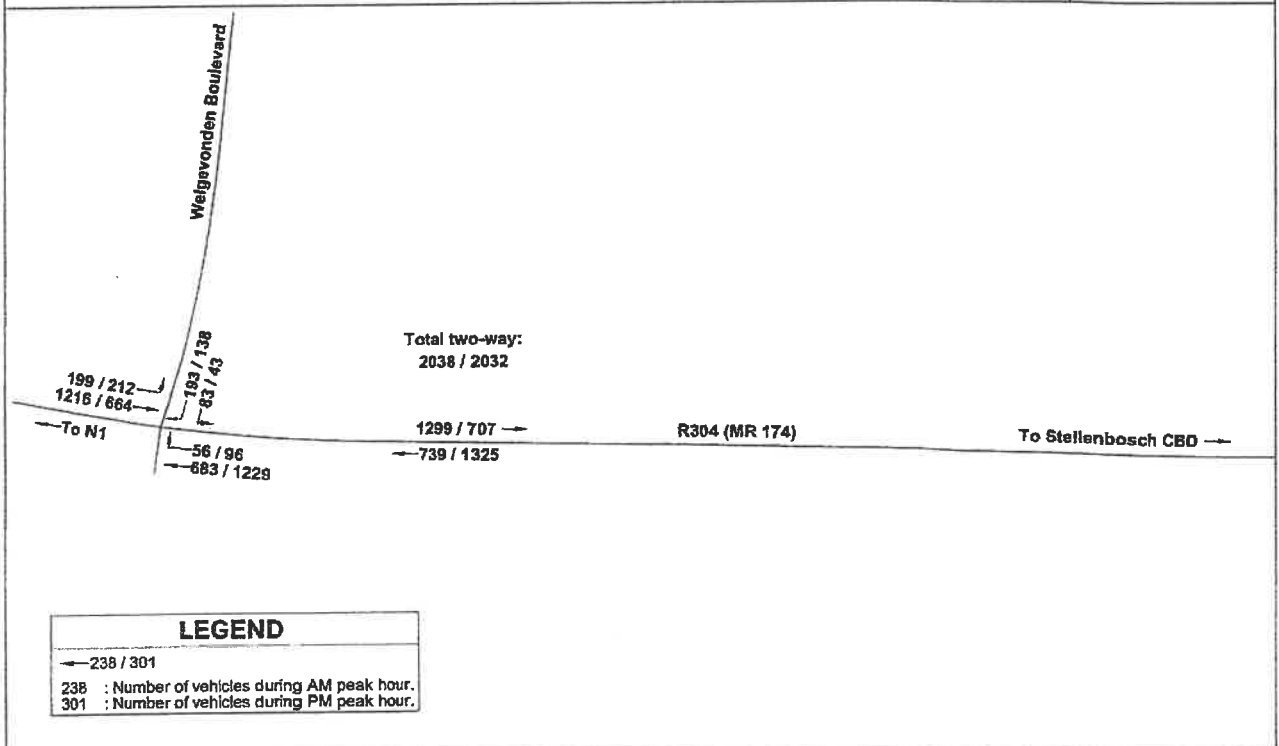 Welgevonden Boulevard
193 / 138
83 / 43
Total two-way:
2038 / 2032
199 / 212
1216 / 664
To N1
56 / 96
683 / 1229
1299 / 707
739 / 1325
R304 (MR 174)
To Stellenbosch CBD
LEGEND
238 / 301
238 : Number of vehicles during AM peak hour.
301 : Number of vehicles during PM peak hour.